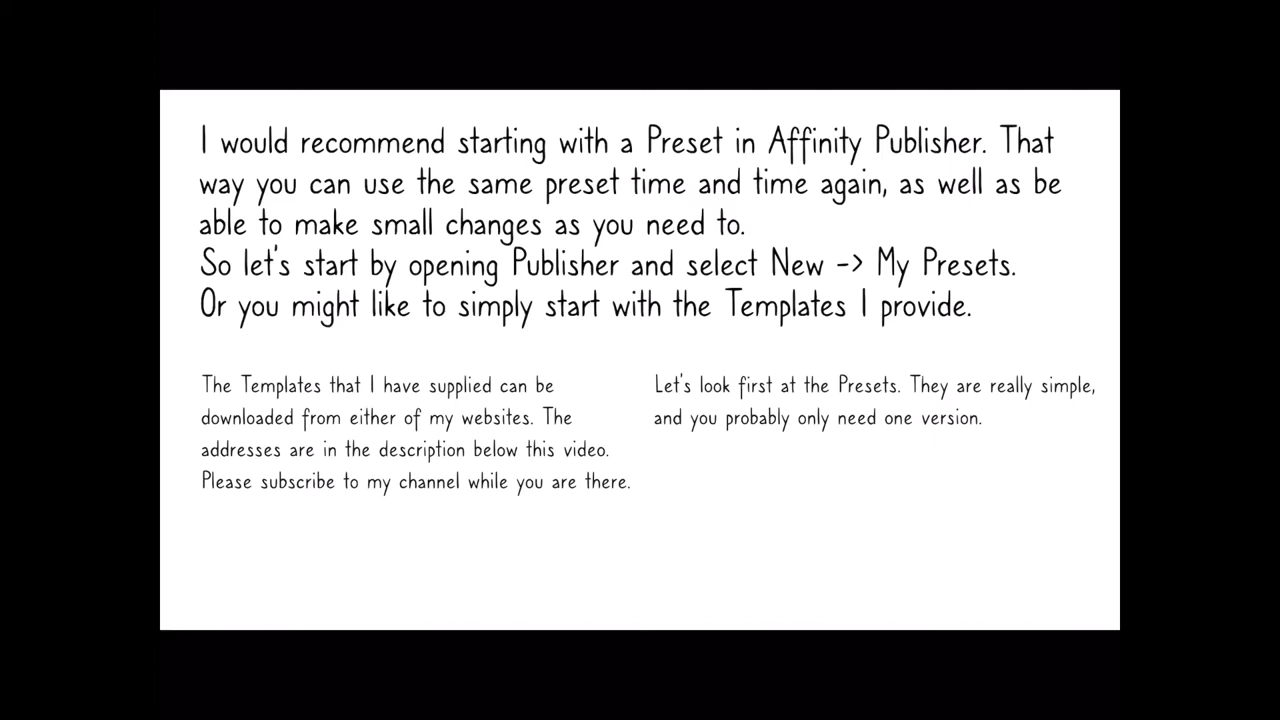 I would recommend starting with a Preset in Affinity Publisher. That
way you can use the same preset time and time again, as well as be
able to make small changes as you need to.
So let's start by opening Publisher and select New -> My Presets.
Or you might like to simply start with the Templates I provide.
The Templates that I have supplied can be
downloaded from either of my websites. The
addresses are in the description below this video.
Please subscribe to my channel while you are there.
Let's look first at the Presets. They are really simple,
and you probably only need one version.